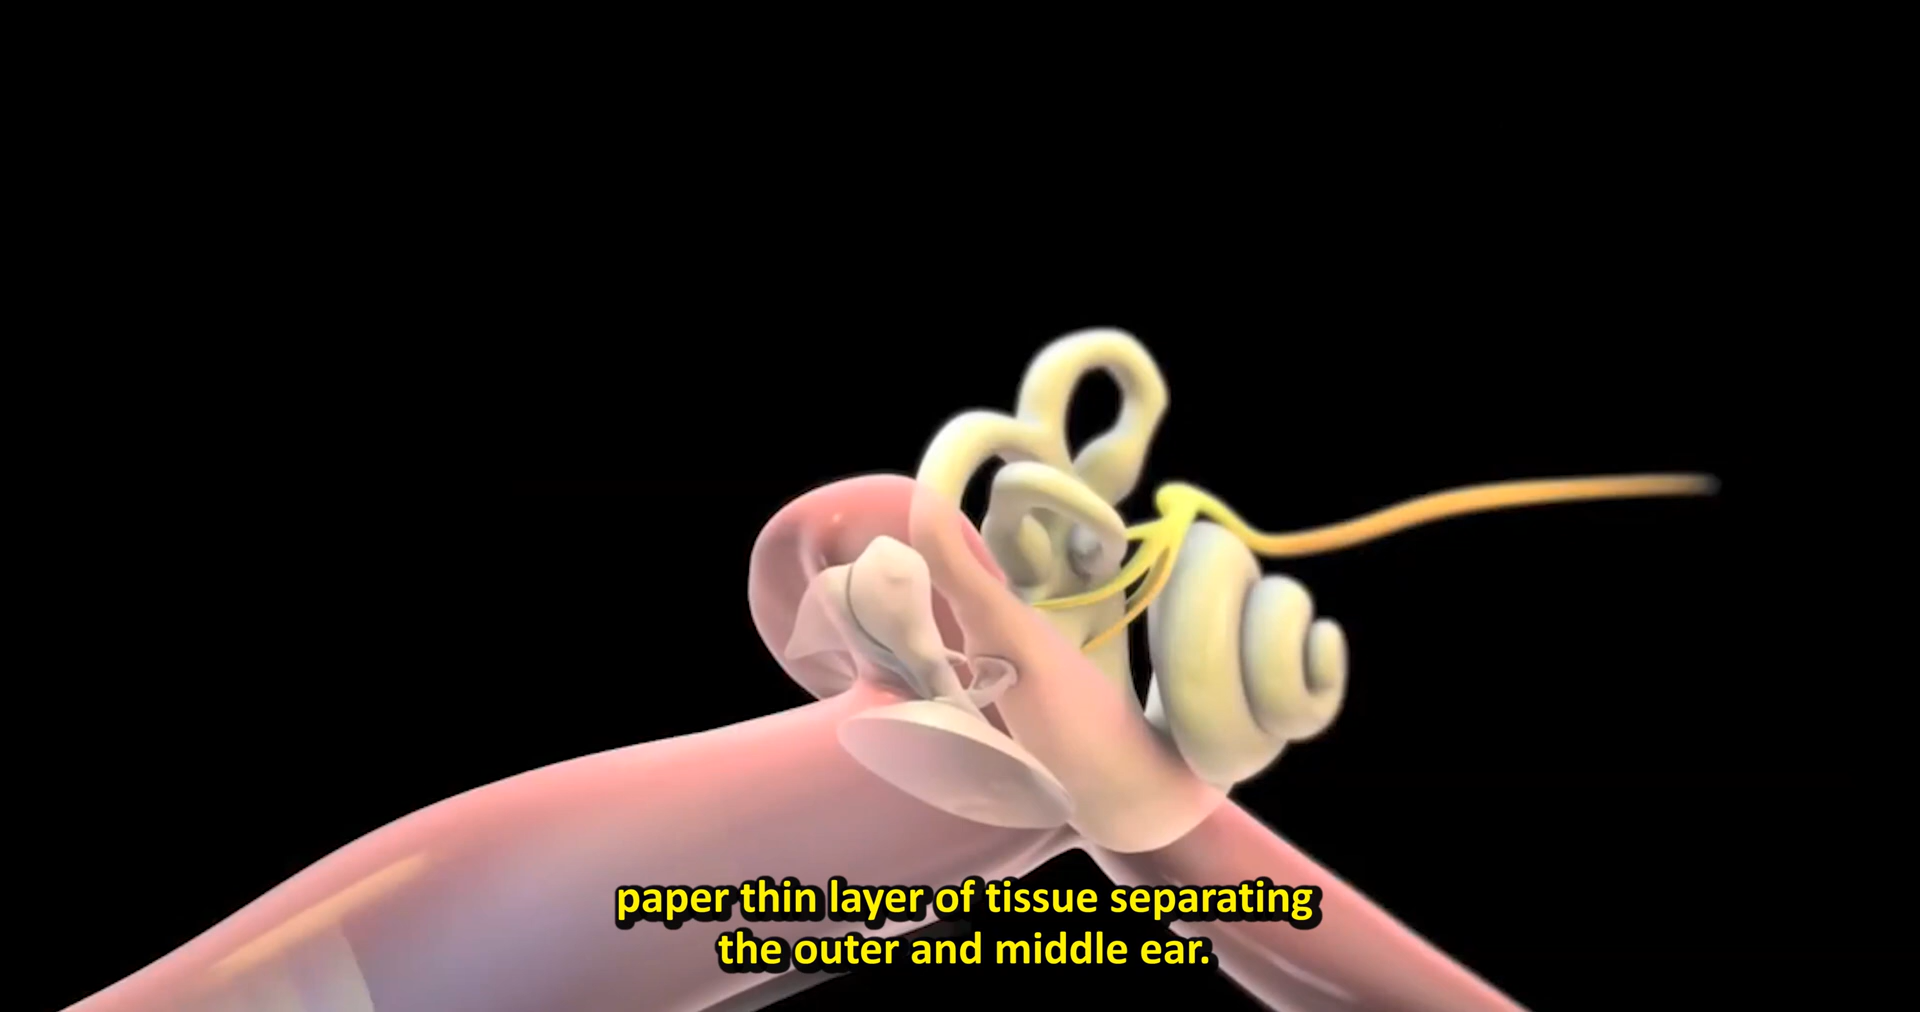 paper thin layer of tissue separating
the outer and middle ear.